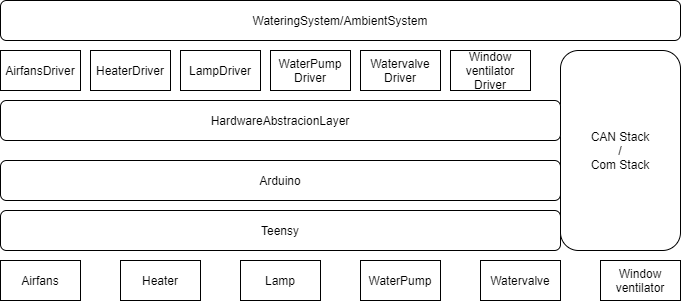 WateringSystem/AmbientSystem
AirfansDriver
HeaterDriver
LampDriver
WaterPump
Driver
Watervalve
Driver
Window
ventilator
Driver
HardwareAbstracionLayer
CAN Stack
/
Com Stack
Arduino
Teensy
Airfans
Heater
Lamp
WaterPump
Watervalve
Window
ventilator